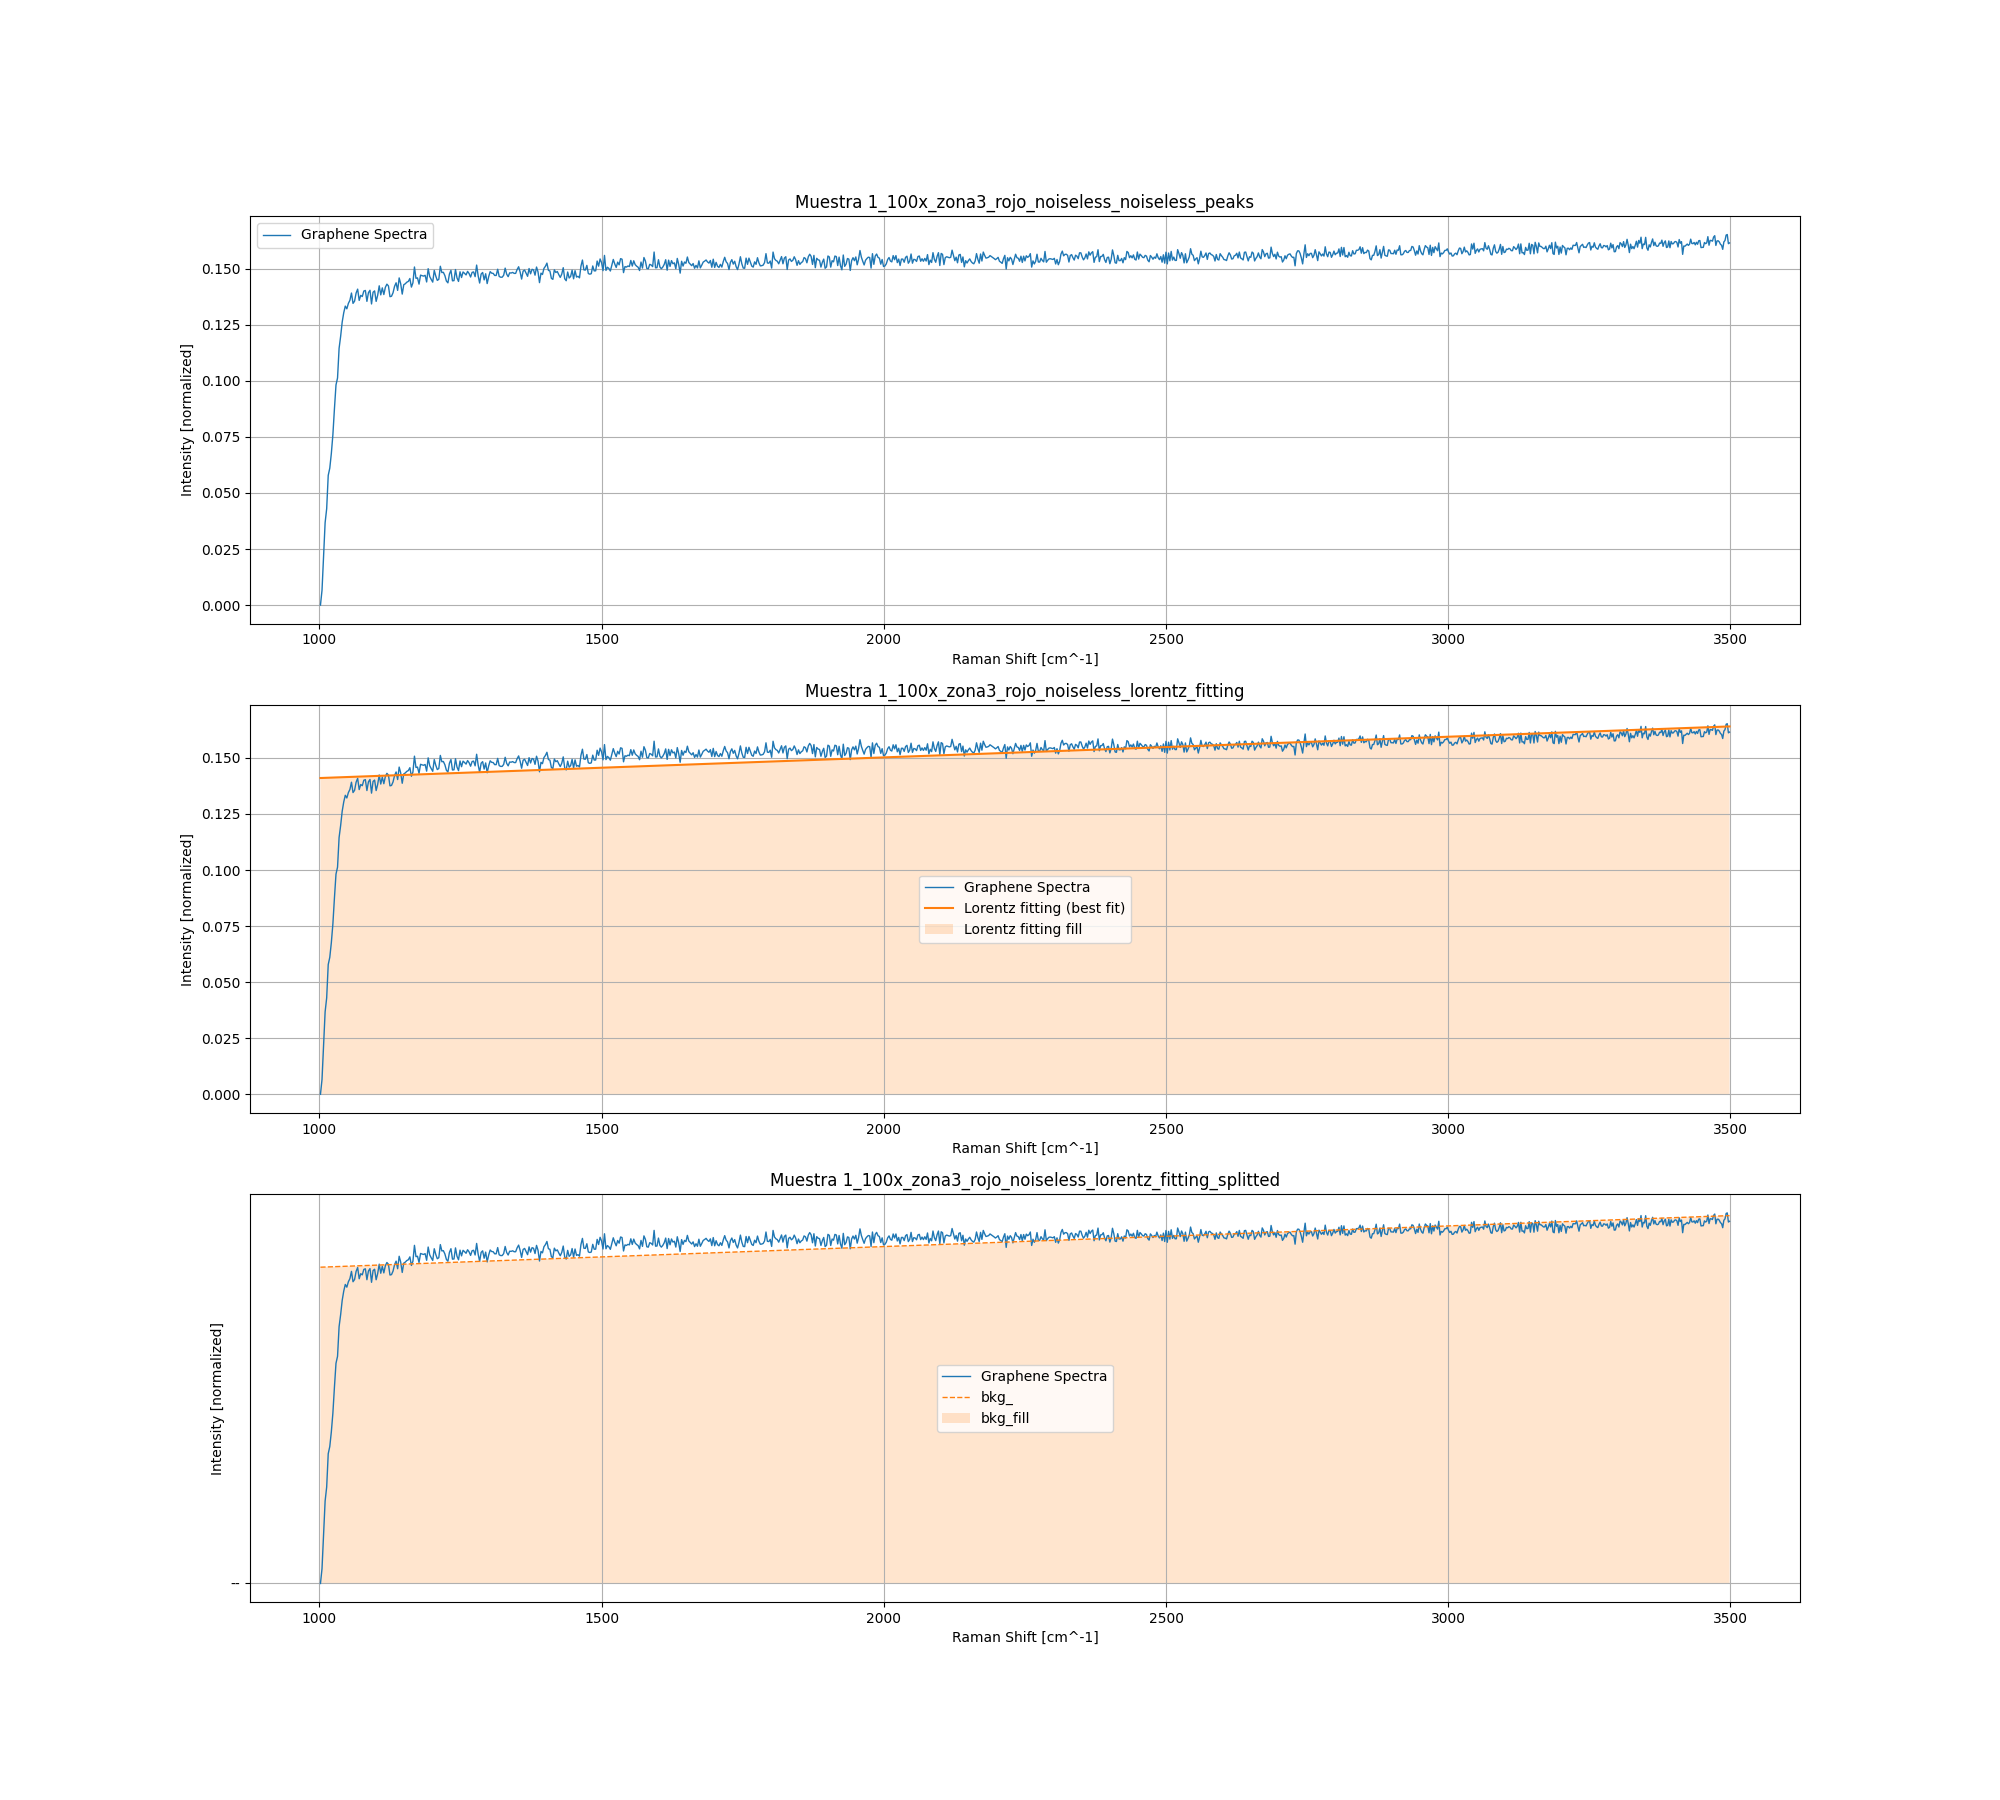 Muestra 1_100x_zona3_rojo_noiseless_noiseless_peaks
Graphene Spectra
Intensity [normalized]
0.150
0.125
0.100
0.075
0.050
0.025
0.000
1000 1500 2000 2500 3000 3500
Raman Shift [cm^-1]
Muestra 1_100x_zona3_rojo_noiseless_lorentz_fitting
Intensity [normalized]
0.150
0.125
0.100
0.075
0.050
0.025
0.000
Graphene Spectra
Lorentz fitting (best fit)
Lorentz fitting fill
1000 1500 2000 2500 3000 3500
Raman Shift [cm^-1]
Muestra 1_100x_zona3_rojo_noiseless_lorentz_fitting_splitted
Intensity [normalized]
Graphene Spectra
bkg_
bkg_fill
--
1000 1500 2000 2500 3000 3500
Raman Shift [cm^-1]